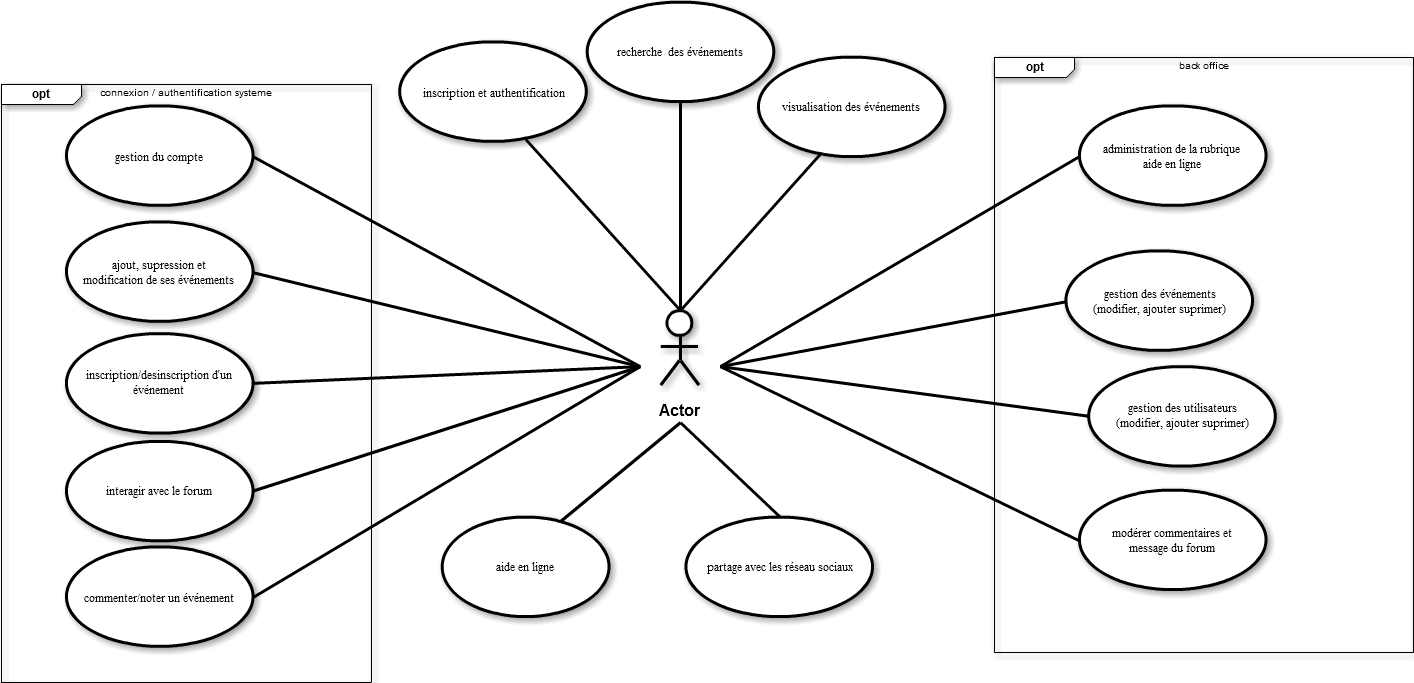 recherche  des événements
inscription et authentification
visualisation des événements
opt
connexion / authentification systeme
gestion du compte
ajout, supression et
modification de ses événements
inscription/desinscription d'un
événement
interagir avec le forum
commenter/noter un événement
Actor
aide en ligne
partage avec les réseau sociaux
opt
back office
administration de la rubrique
aide en ligne
gestion des événements
(modifier, ajouter suprimer)
gestion des utilisateurs
(modifier, ajouter suprimer)
modérer commentaires et
message du forum